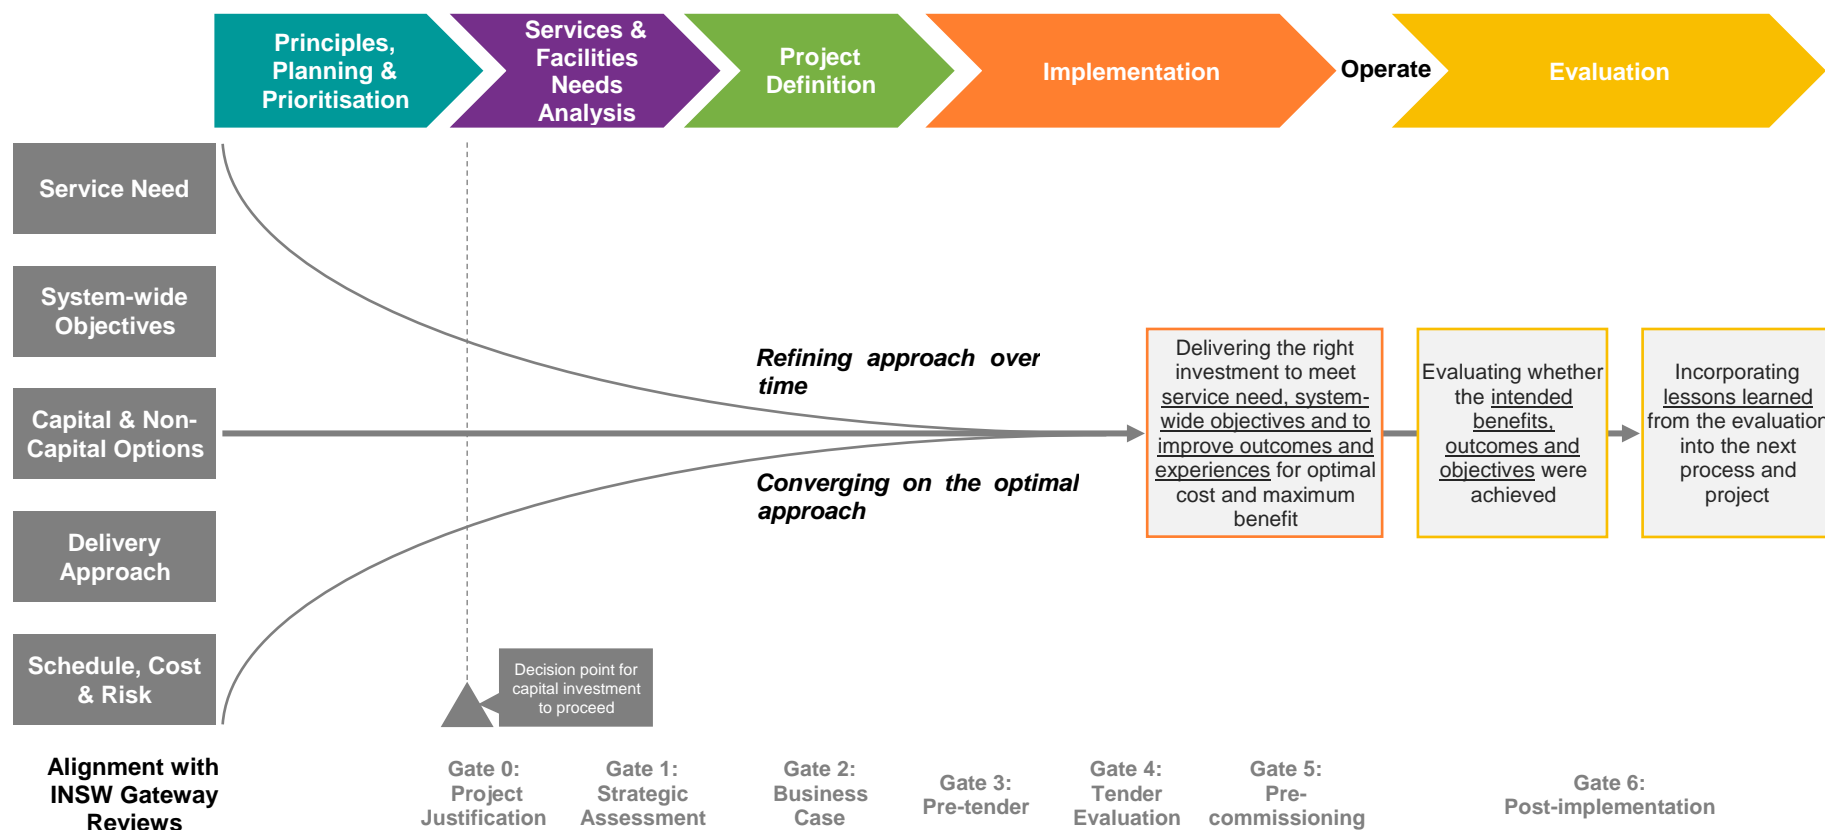 Principles,
Planning &
Prioritisation
Services &
Facilities
Needs
Analysis
Project
Definition
Implementation
Operate
Evaluation
Service Need
System-wide
Objectives
Capital & Non-
Capital Options
Delivery
Approach
Schedule, Cost
& Risk
Refining approach over
time
Converging on the optimal
approach
Delivering the right
investment to meet
service need, system-
wide objectives and to
improve outcomes and
experiences for optimal
cost and maximum
benefit
Evaluating whether
the intended
benefits,
outcomes and
objectives were
achieved
Incorporating
lessons learned
from the evaluation
into the next
process and
project
Decision point for
capital investment
to proceed
Alignment with
INSW Gateway
Reviews
Gate 0:
Project
Justification
Gate 1:
Strategic
Assessment
Gate 2:
Business
Case
Gate 3:
Pre-tender
Gate 4:
Tender
Evaluation
Gate 5:
Pre-
commissioning
Gate 6:
Post-implementation